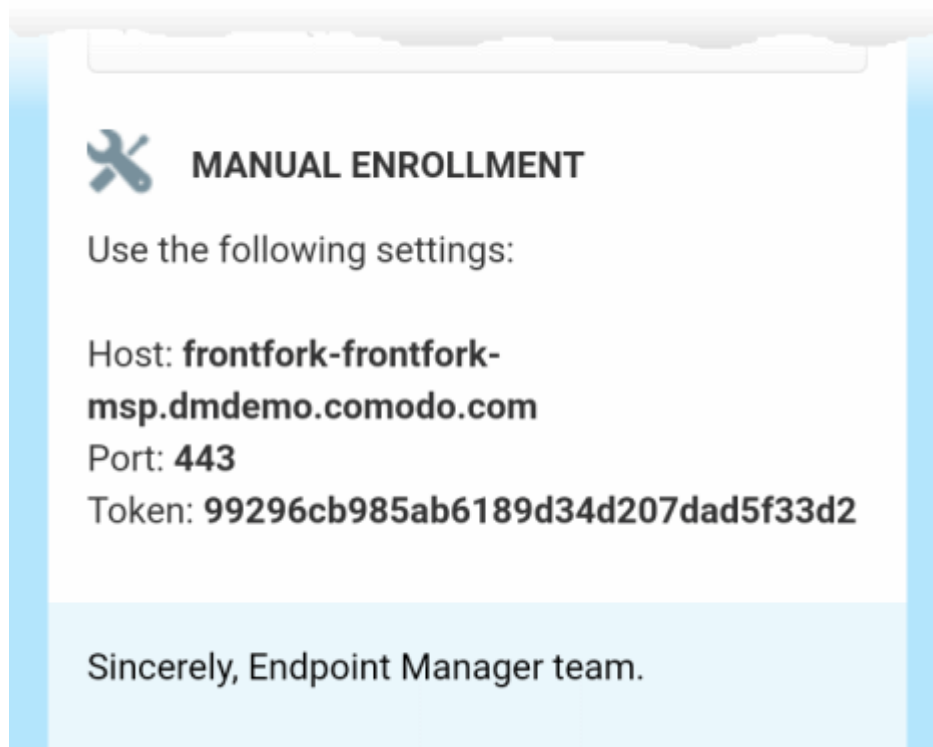 MANUAL ENROLLMENT
Use the following settings:
Host: frontfork-frontfork-
msp.dmdemo.comodo.com
Port: 443
Token: 99296cb985ab6189d34d207dad5f33d2
Sincerely, Endpoint Manager team.